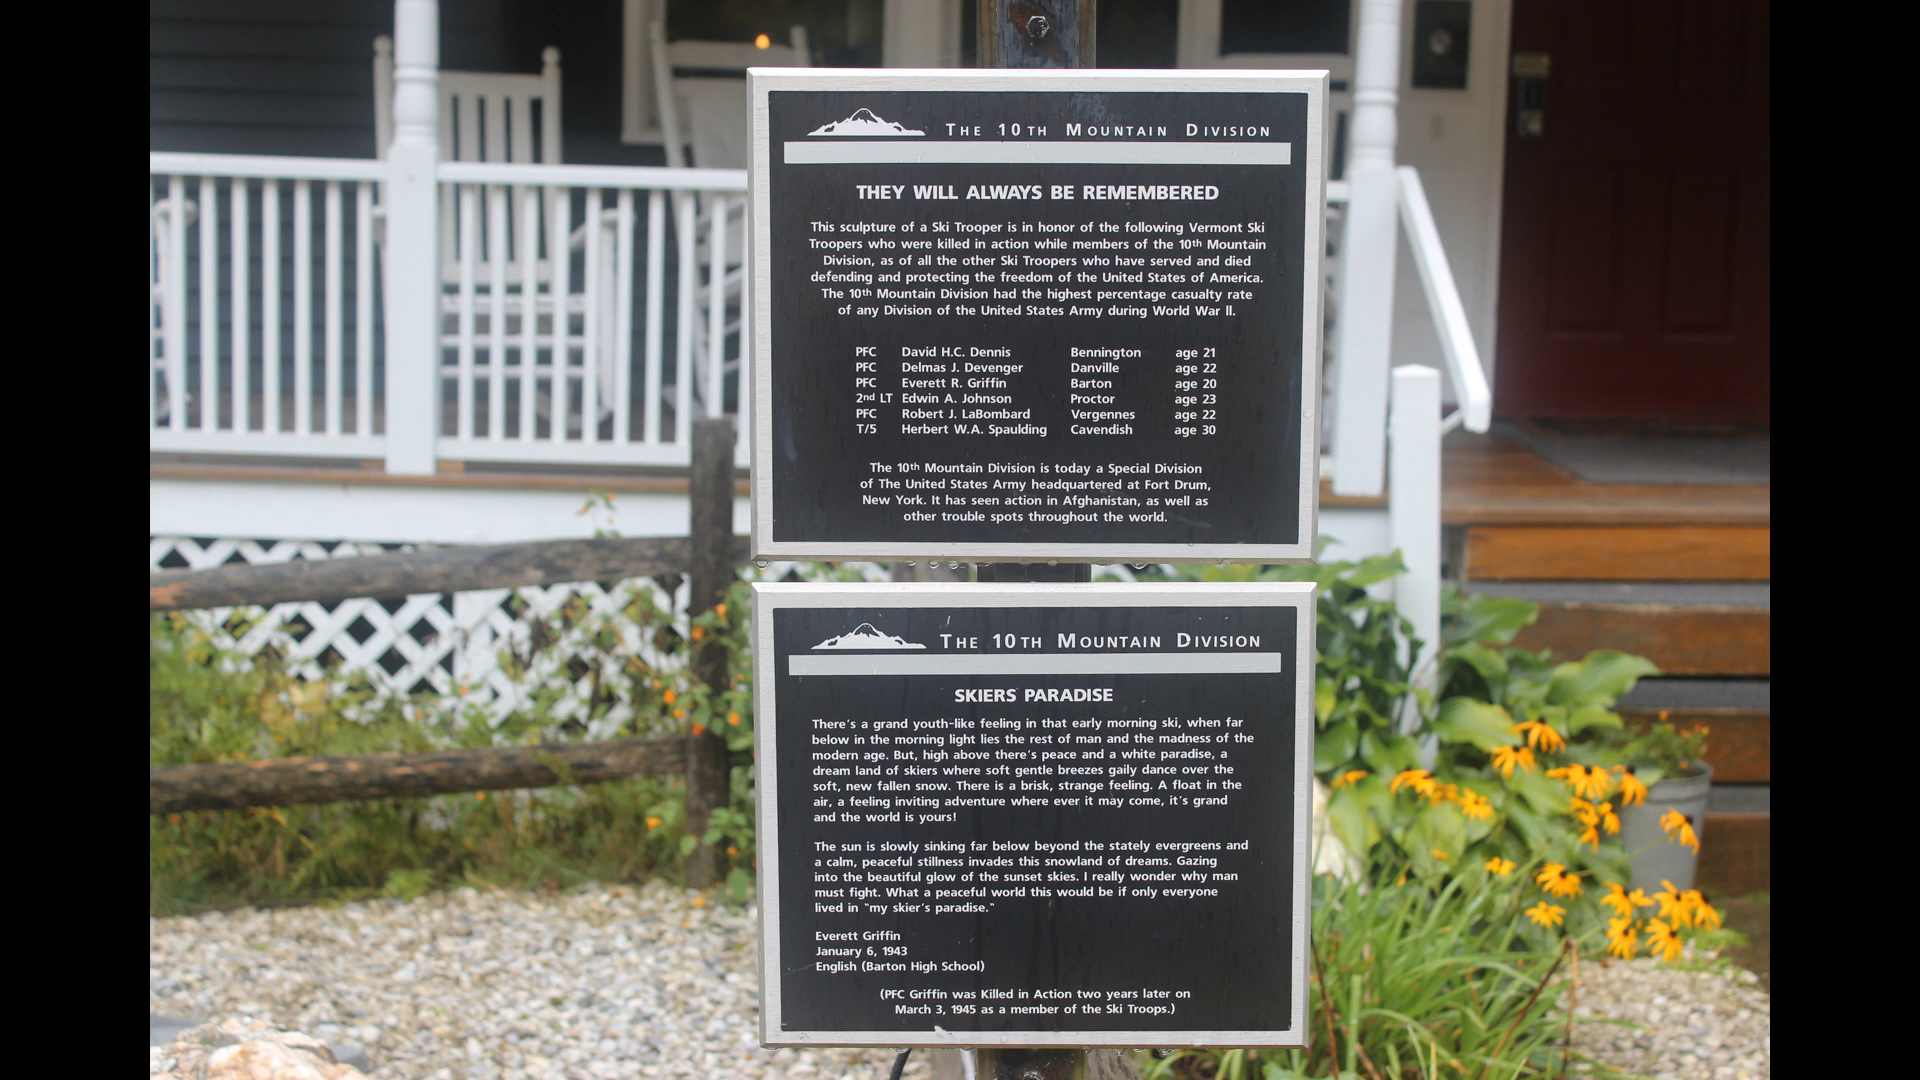 THE 10TH MOUNTAIN DIVISION
THEY WILL ALWAYS BE REMEMBERED
This sculpture of a Ski Trooper is in honor of the following Vermont Ski
Troopers who were killed in action while members of the 10th Mountain
Division, as of all the other Ski Troopers who have served and died
defending and protecting the freedom of the United States of America.
The 10th Mountain Division had the highest percentage casualty rate
of any Division of the United States Army during World War II.
PFC David H.C. Dennis Bennington age 21
PFC Delmas J. Devenger Danville age 22
PFC Everett R. Griffin Barton age 20
2nd LT Edwin A. Johnson Proctor age 23
PFC Robert J. LaBombard Vergennes age 22
T/5 Herbert W.A. Spaulding Cavendish age 30
The 10th Mountain Division is today a Special Division
of The United States Army headquartered at Fort Drum,
New York. It has seen action in Afghanistan, as well as
other trouble spots throughout the world.
THE 10TH MOUNTAIN DIVISION
SKIERS PARADISE
There's a grand youth-like feeling in that early morning ski, when far
below in the morning light lies the rest of man and the madness of the
modern age. But, high above there's peace and a white paradise, a
dream land of skiers where soft gentle breezes gaily dance over the
soft, new fallen snow. There is a brisk, strange feeling. A float in the
air, a feeling inviting adventure where ever it may come, it's grand
and the world is yours!
The sun is slowly sinking far below beyond the stately evergreens and
a calm, peaceful stillness invades this snowland of dreams. Gazing
into the beautiful glow of the sunset skies. I really wonder why man
must fight. What a peaceful world this would be if only everyone
lived in "my skier's paradise."
Everett Griffin
January 6, 1943
English (Barton High School)
(PFC Griffin was Killed in Action two years later on
March 3, 1945 as a member of the Ski Troops.)